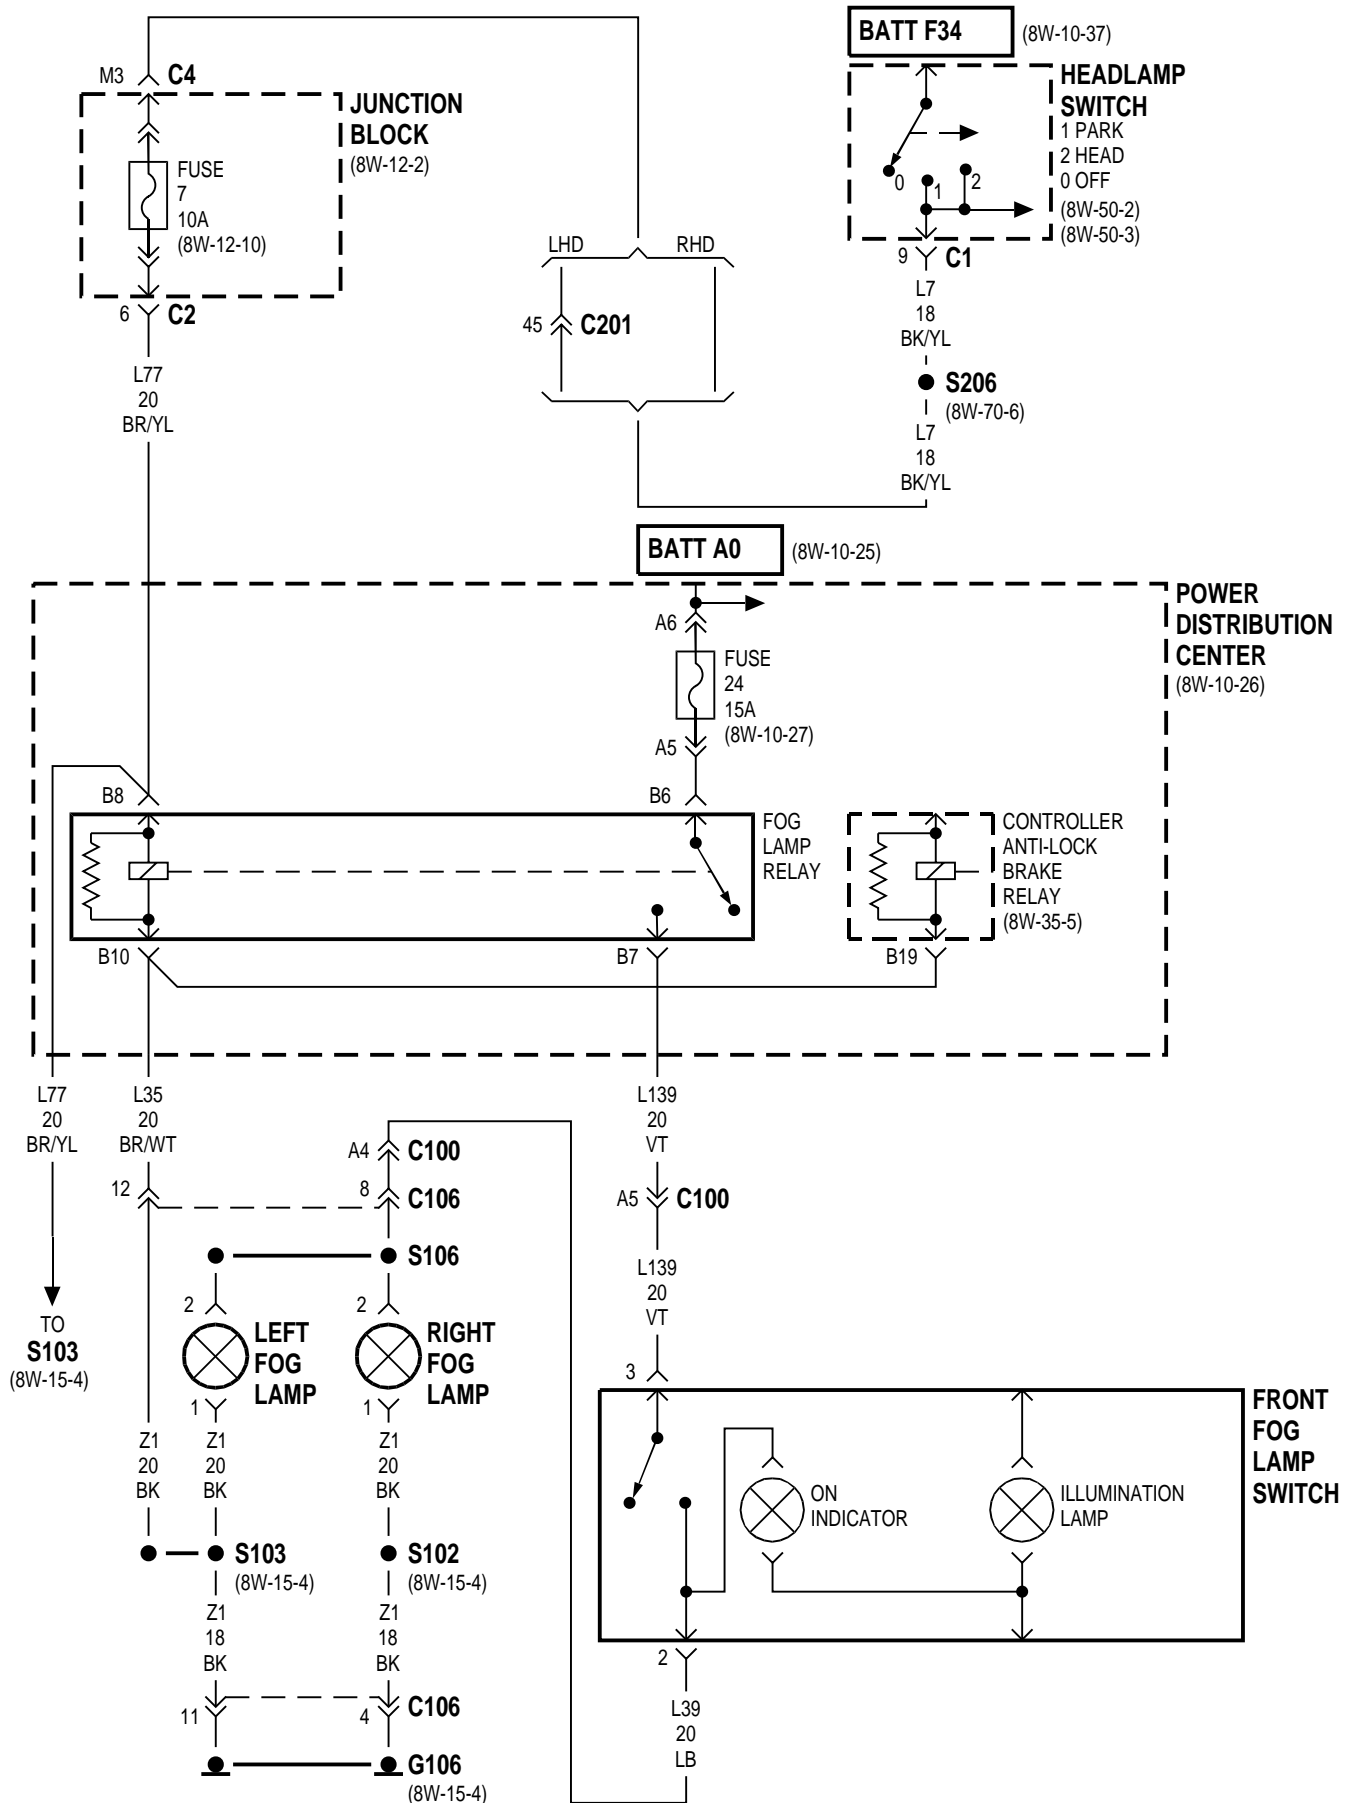 BATT F34
(8W-10-37)
M3
C4
JUNCTION
BLOCK
(8W-12-2)
FUSE
7
10A
(8W-12-10)
6
C2
L77
20
BR/YL
HEADLAMP
SWITCH
1 PARK
2 HEAD
0 OFF
(8W-50-2)
(8W-50-3)
0
1
2
9
C1
L7
18
BK/YL
S206
(8W-70-6)
L7
18
BK/YL
LHD
RHD
45
C201
BATT A0
(8W-10-25)
POWER
DISTRIBUTION
CENTER
(8W-10-26)
A6
FUSE
24
15A
(8W-10-27)
A5
B8
B6
FOG
LAMP
RELAY
CONTROLLER
ANTI-LOCK
BRAKE
RELAY
(8W-35-5)
B10
B7
B19
L77
20
BR/YL
L35
20
BR/WT
L139
20
VT
A4
C100
12
8
C106
A5
C100
S106
L139
20
VT
TO
S103
(8W-15-4)
2
LEFT
FOG
LAMP
1
2
RIGHT
FOG
LAMP
1
3
FRONT
FOG
LAMP
SWITCH
ON
INDICATOR
ILLUMINATION
LAMP
Z1
20
BK
Z1
20
BK
Z1
20
BK
S103
(8W-15-4)
S102
(8W-15-4)
Z1
18
BK
Z1
18
BK
2
L39
20
LB
11
4
C106
G106
(8W-15-4)